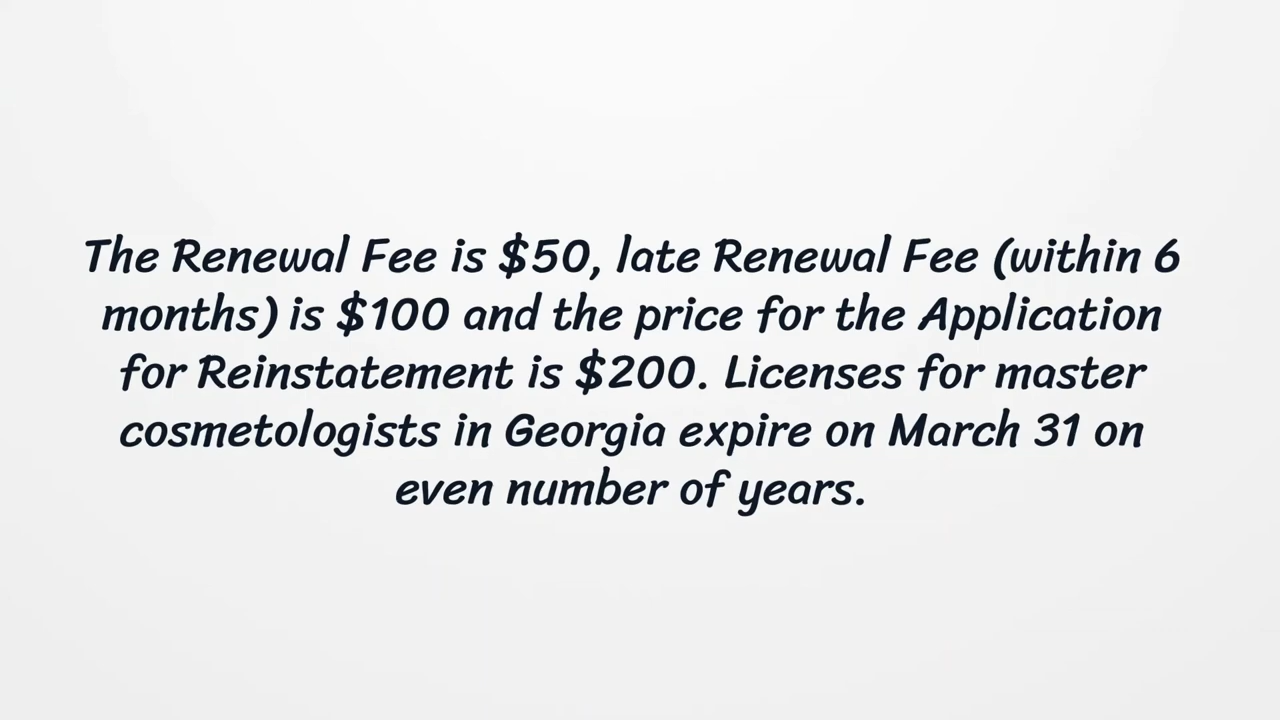 The Renewal Fee is $50, late Renewal Fee (within 6
months) is $100 and the price for the Application
for Reinstatement is $200. Licenses for master
cosmetologists in Georgia expire on March 31 on
even number of years.